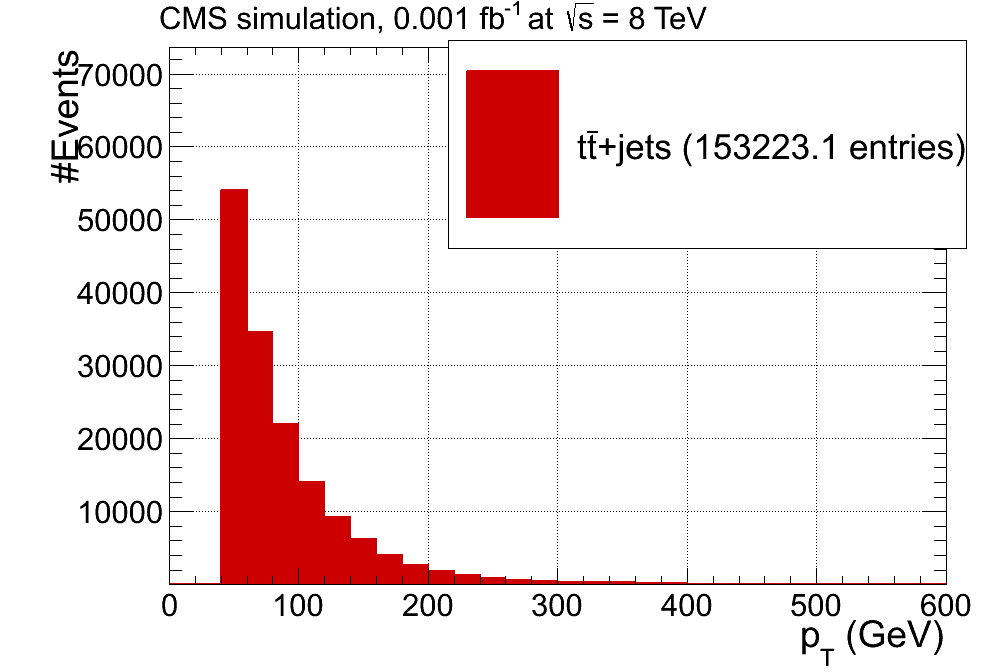 CMS simulation, 0.001 fb⁻¹ at √s = 8 TeV
#Events
70000
60000
50000
40000
30000
20000
10000
tt̄+jets (153223.1 entries)
0 100 200 300 400 500 600
p_T (GeV)